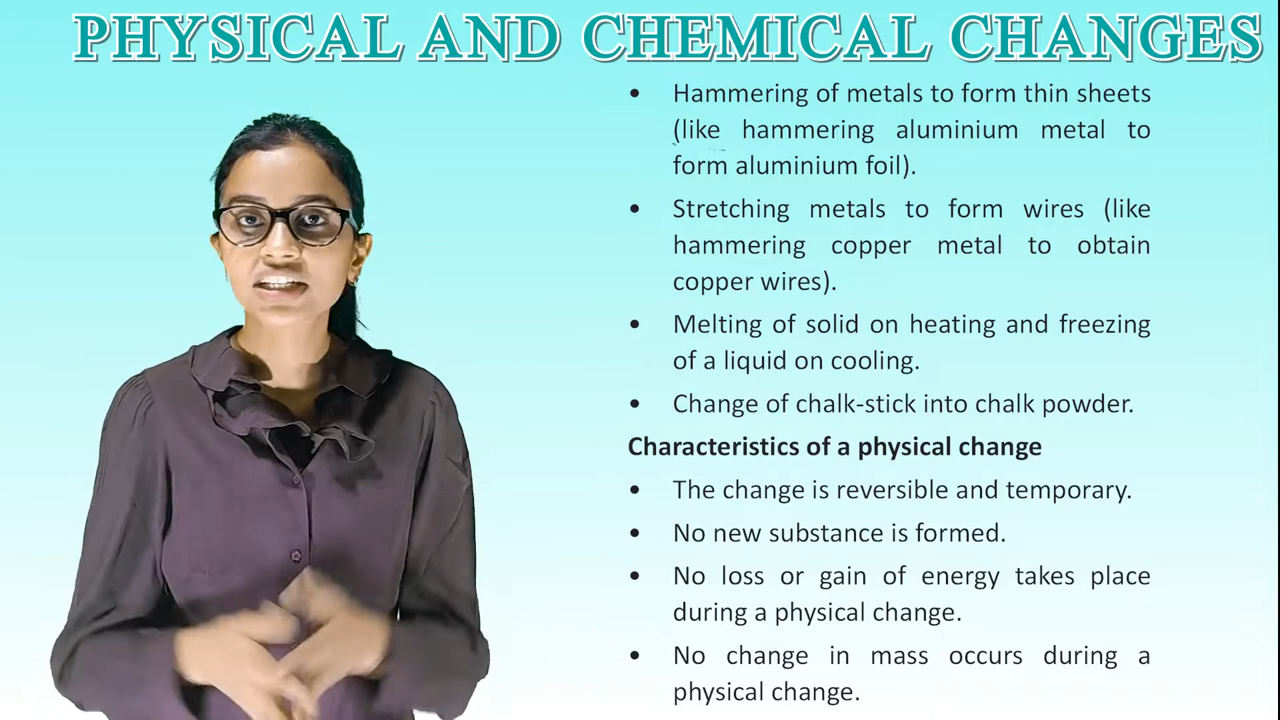 PHYSICAL AND CHEMICAL CHANGES
• Hammering of metals to form thin sheets
(like hammering aluminium metal to
form aluminium foil).
• Stretching metals to form wires (like
hammering copper metal to obtain
copper wires).
• Melting of solid on heating and freezing
of a liquid on cooling.
• Change of chalk-stick into chalk powder.
Characteristics of a physical change
• The change is reversible and temporary.
• No new substance is formed.
• No loss or gain of energy takes place
during a physical change.
• No change in mass occurs during a
physical change.